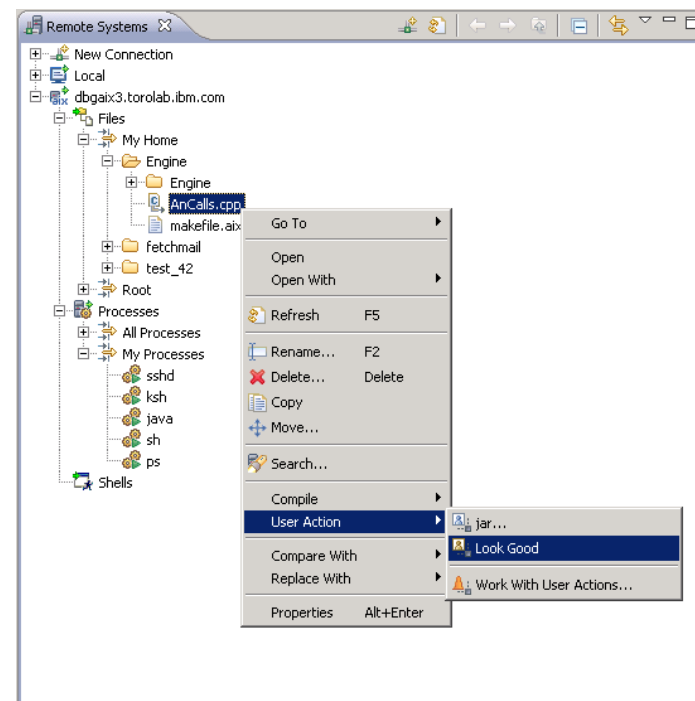 Remote Systems
New Connection
Local
dbgaix3.torolab.ibm.com
Files
My Home
Engine
Engine
AnCalls.cpp
makefile.aix
fetchmail
test_42
Root
Processes
All Processes
My Processes
sshd
ksh
java
sh
ps
Shells
Go To
Open
Open With
Refresh F5
Rename... F2
Delete... Delete
Copy
Move...
Search...
Compile
User Action
Compare With
Replace With
Properties Alt+Enter
jar...
Look Good
Work With User Actions...